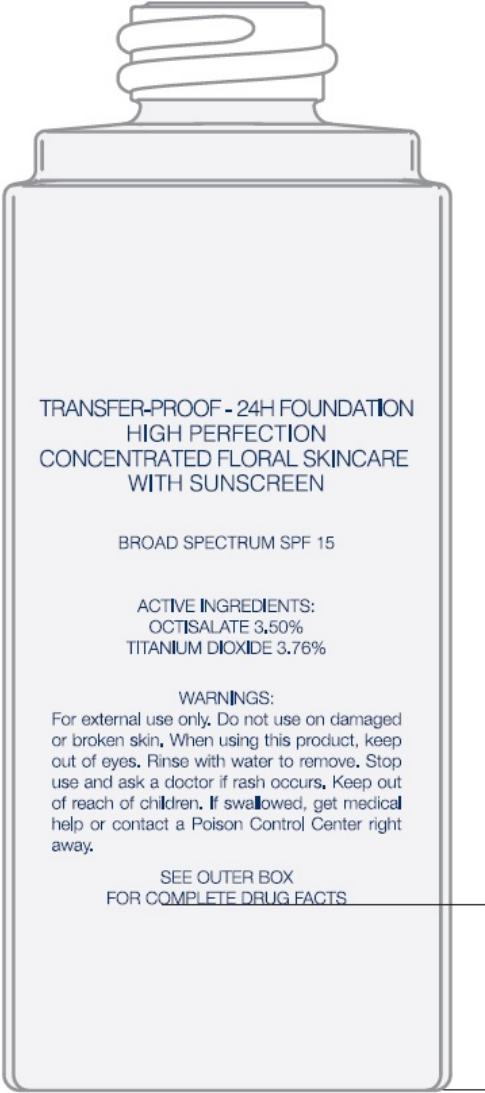 TRANSFER-PROOF - 24H FOUNDATION
HIGH PERFECTION
CONCENTRATED FLORAL SKINCARE
WITH SUNSCREEN
BROAD SPECTRUM SPF 15
ACTIVE INGREDIENTS:
OCTISALATE 3.50%
TITANIUM DIOXIDE 3.76%
WARNINGS:
For external use only. Do not use on damaged
or broken skin. When using this product, keep
out of eyes. Rinse with water to remove. Stop
use and ask a doctor if rash occurs. Keep out
of reach of children. If swallowed, get medical
help or contact a Poison Control Center right
away.
SEE OUTER BOX
FOR COMPLETE DRUG FACTS